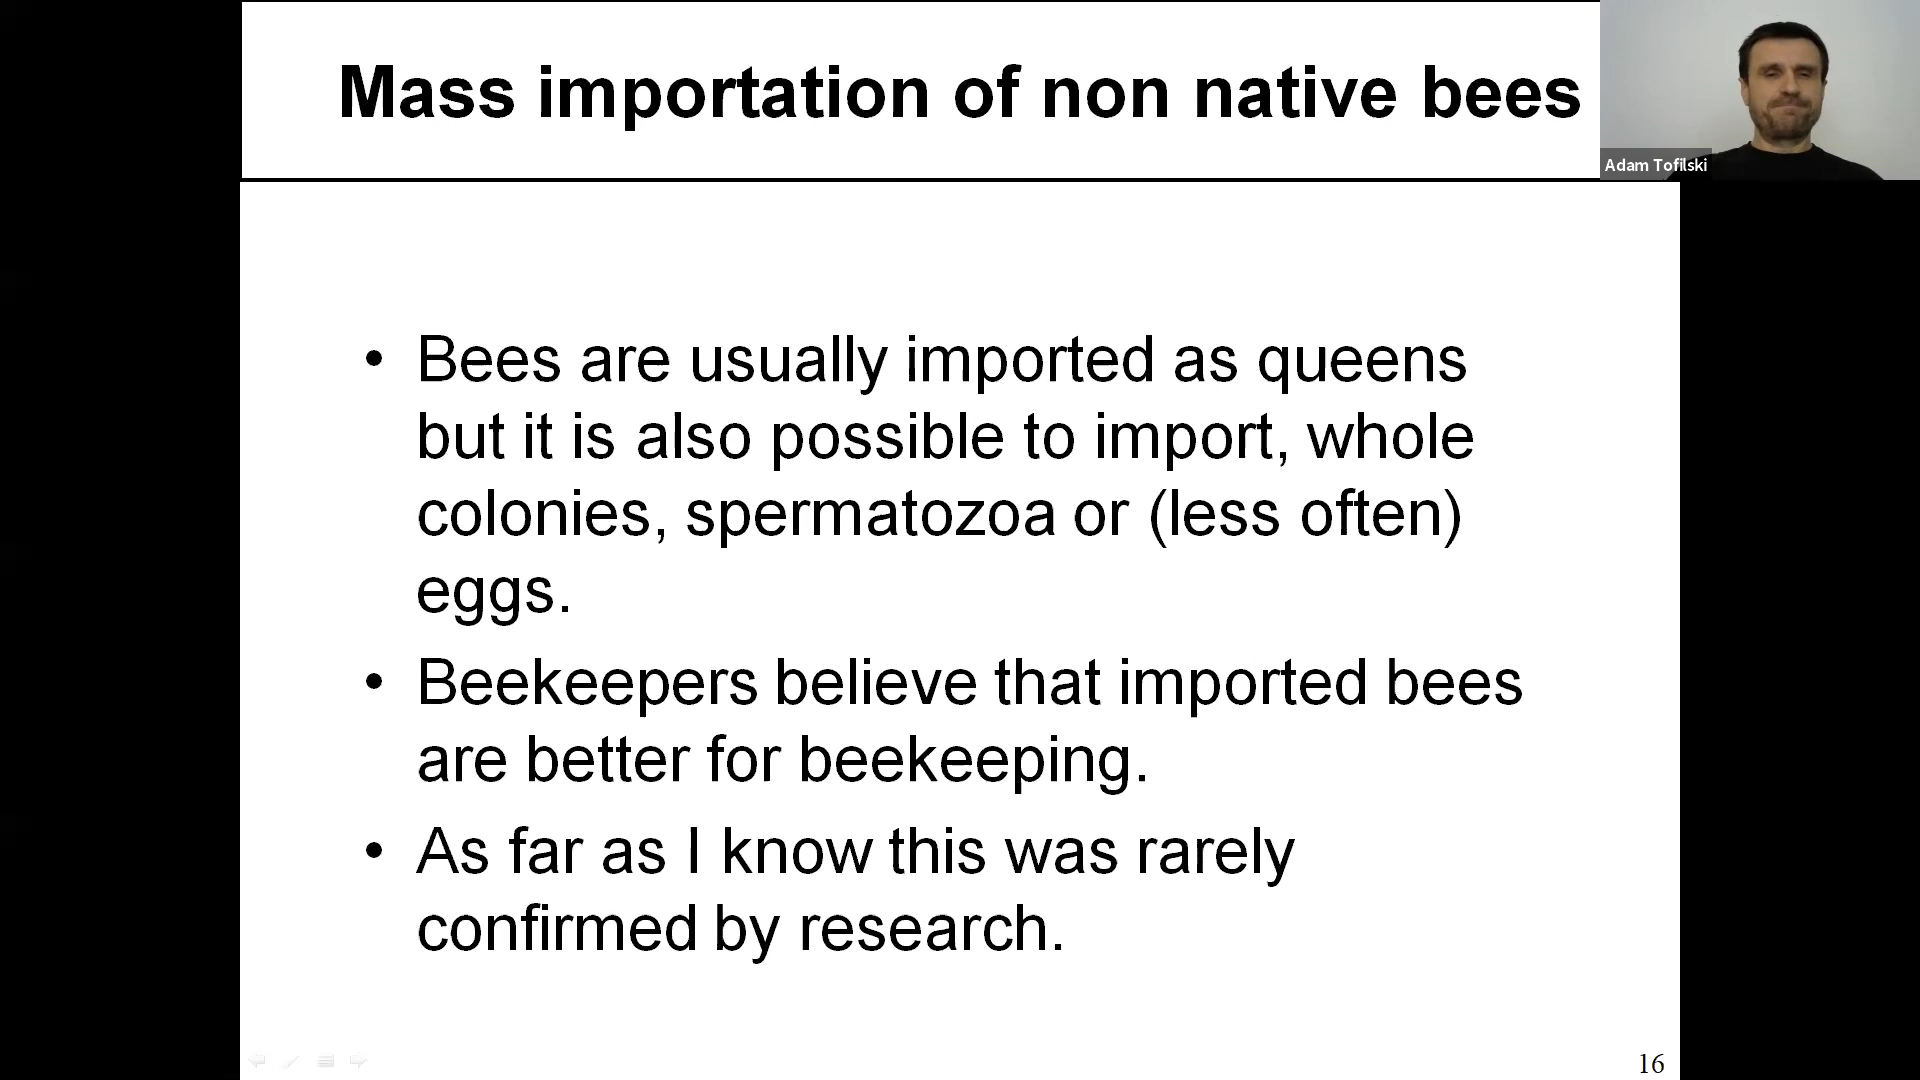 Mass importation of non native bees
Adam Tofilski
• Bees are usually imported as queens
but it is also possible to import, whole
colonies, spermatozoa or (less often)
eggs.
• Beekeepers believe that imported bees
are better for beekeeping.
• As far as I know this was rarely
confirmed by research.
16